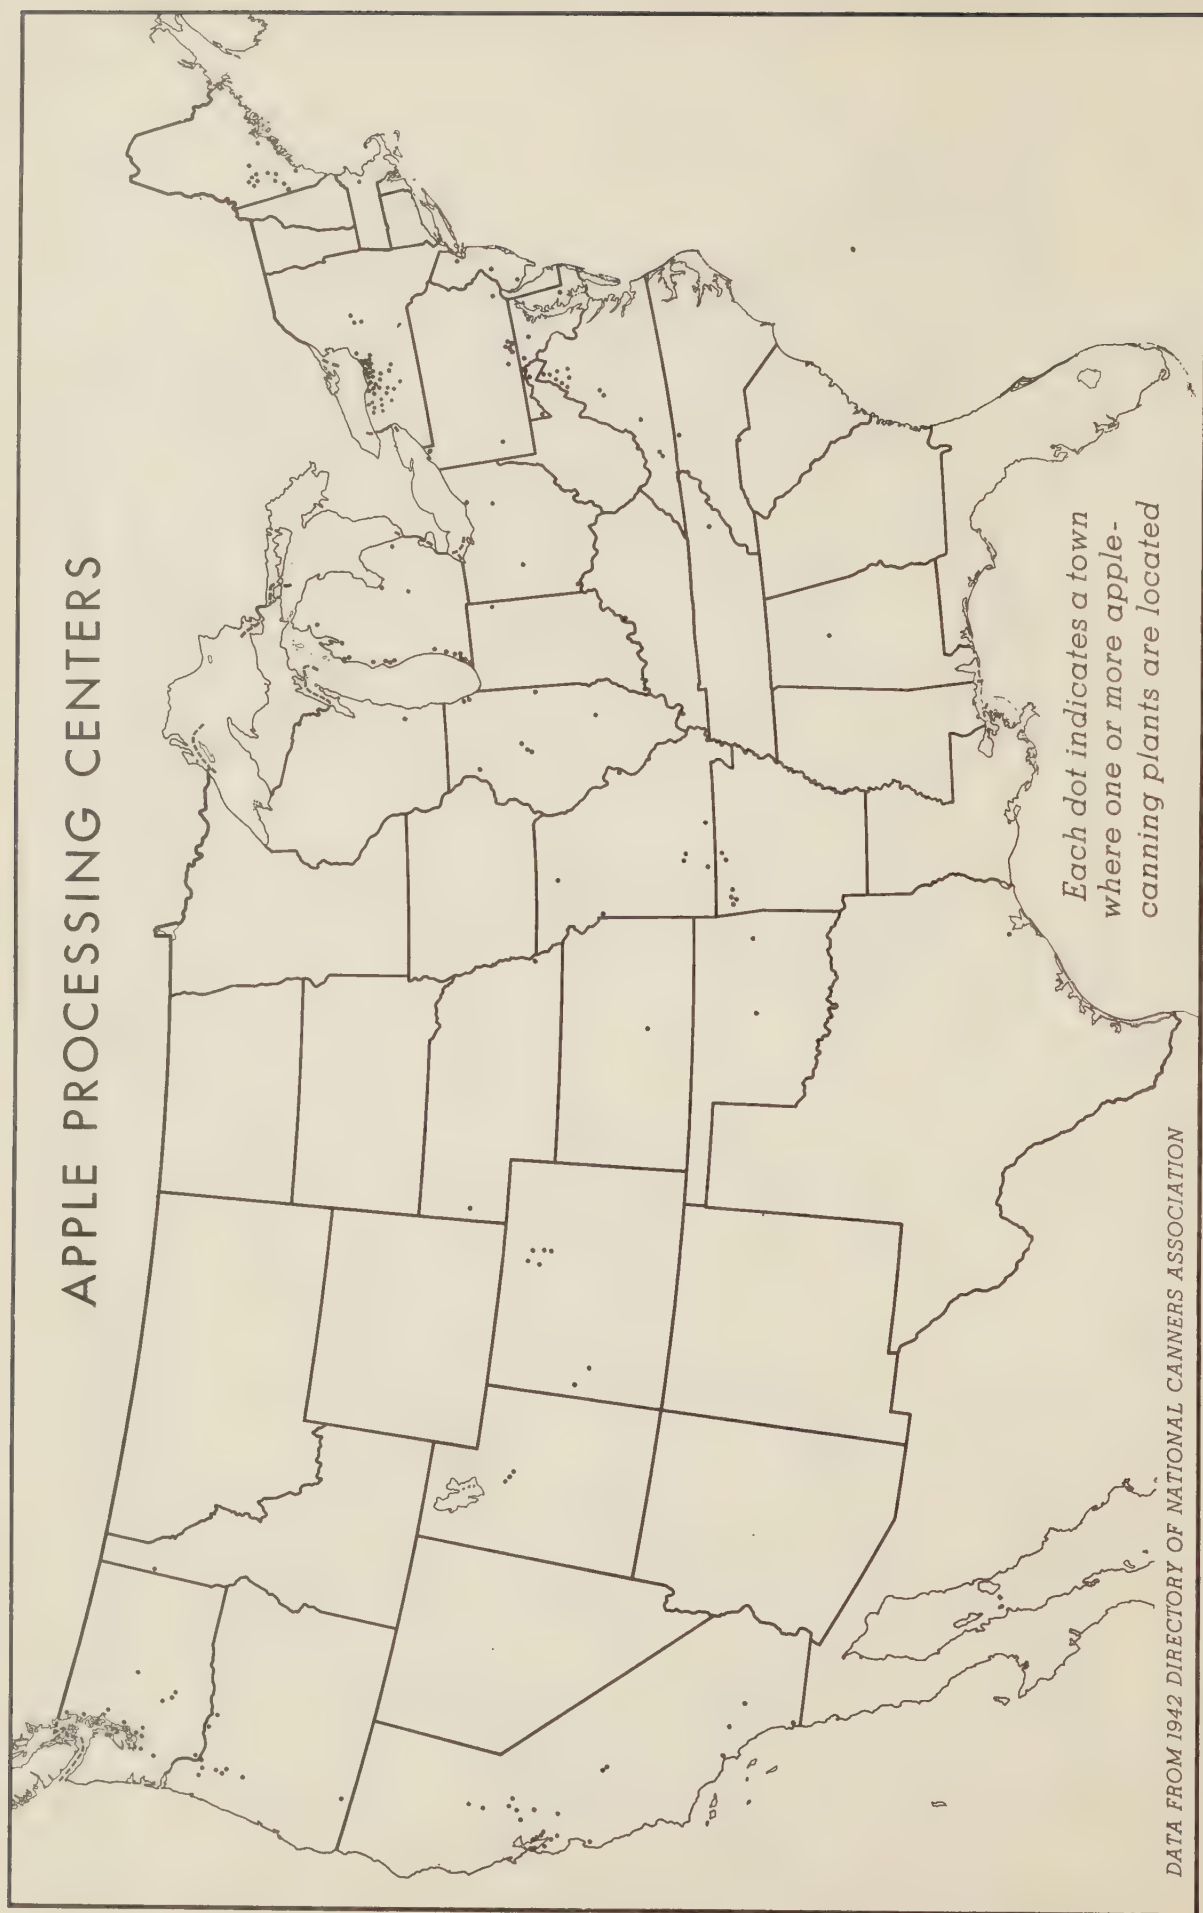 APPLE PROCESSING CENTERS
Each dot indicates a town
where one or more apple-
canning plants are located
DATA FROM 1942 DIRECTORY OF NATIONAL CANNERS ASSOCIATION